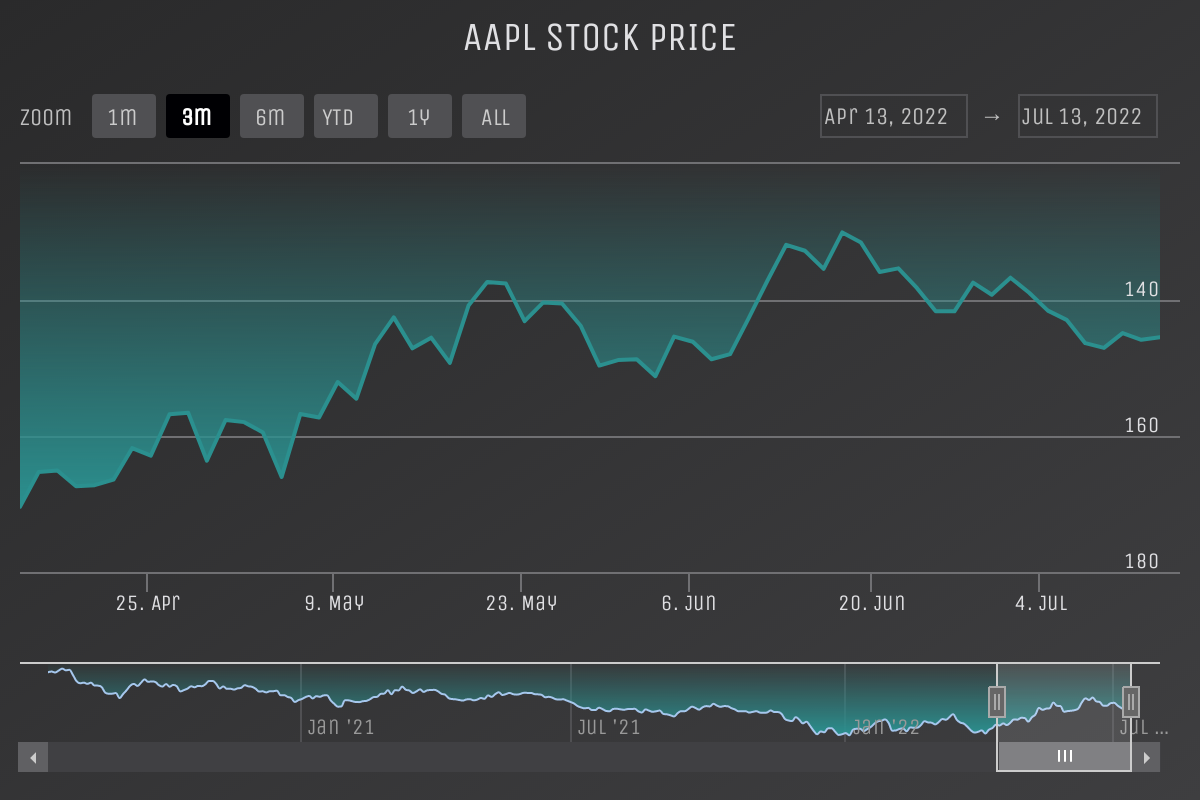 AAPL STOCK PRICE
Zoom 1m 3m 6m YTD 1Y ALL Apr 13, 2022 → Jul 13, 2022
140
160
180
25. Apr 9. May 23. May 6. Jun 20. Jun 4. Jul
Jan '21 Jul '21 Jan '22 Jul ...